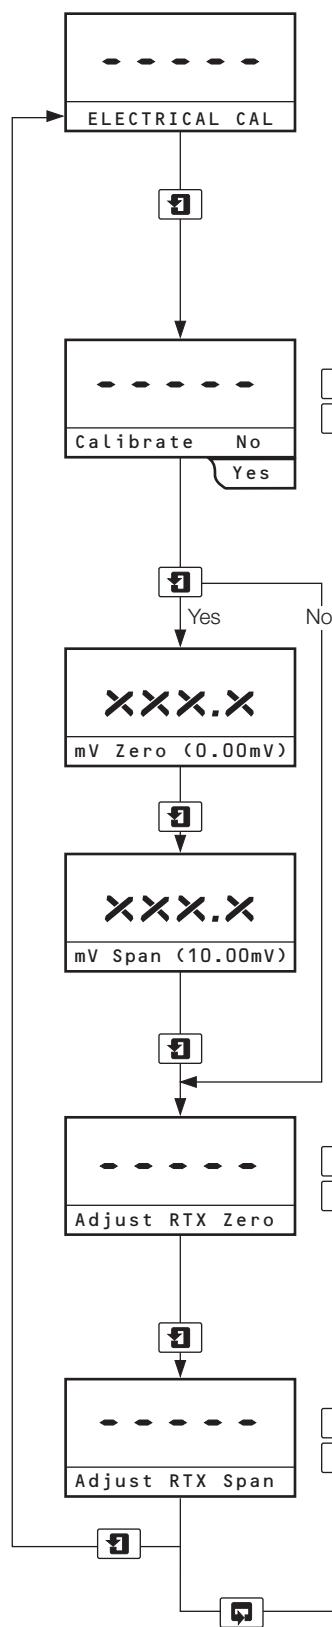 -----
ELECTRICAL CAL
-----
Calibrate No
Yes
Yes No
xxx.x
mV Zero (0.00mV)
xxx.x
mV Span (10.00mV)
-----
Adjust RTX Zero
-----
Adjust RTX Span